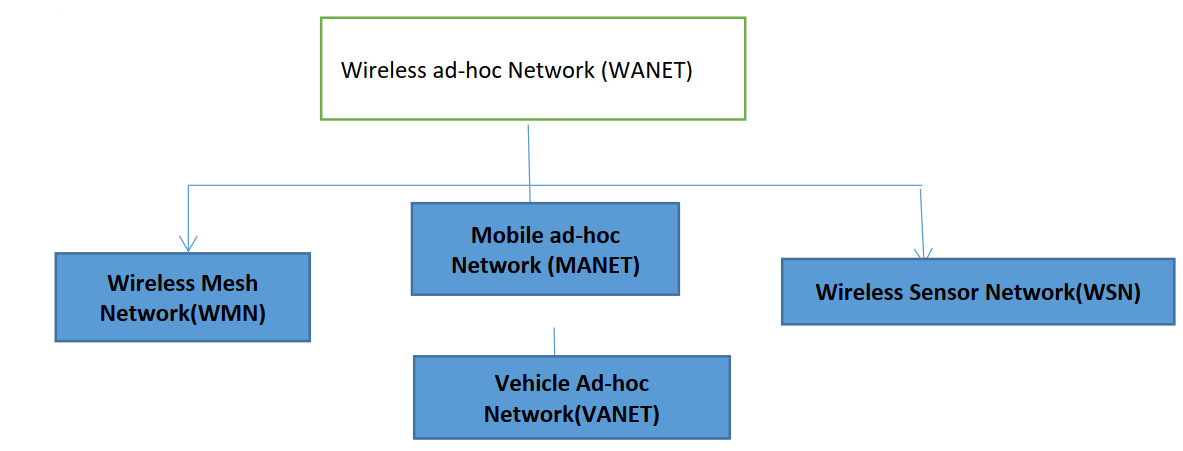 Wireless ad-hoc Network (WANET)
Mobile ad-hoc
Network (MANET)
Wireless Mesh
Network(WMN)
Wireless Sensor Network(WSN)
Vehicle Ad-hoc
Network(VANET)